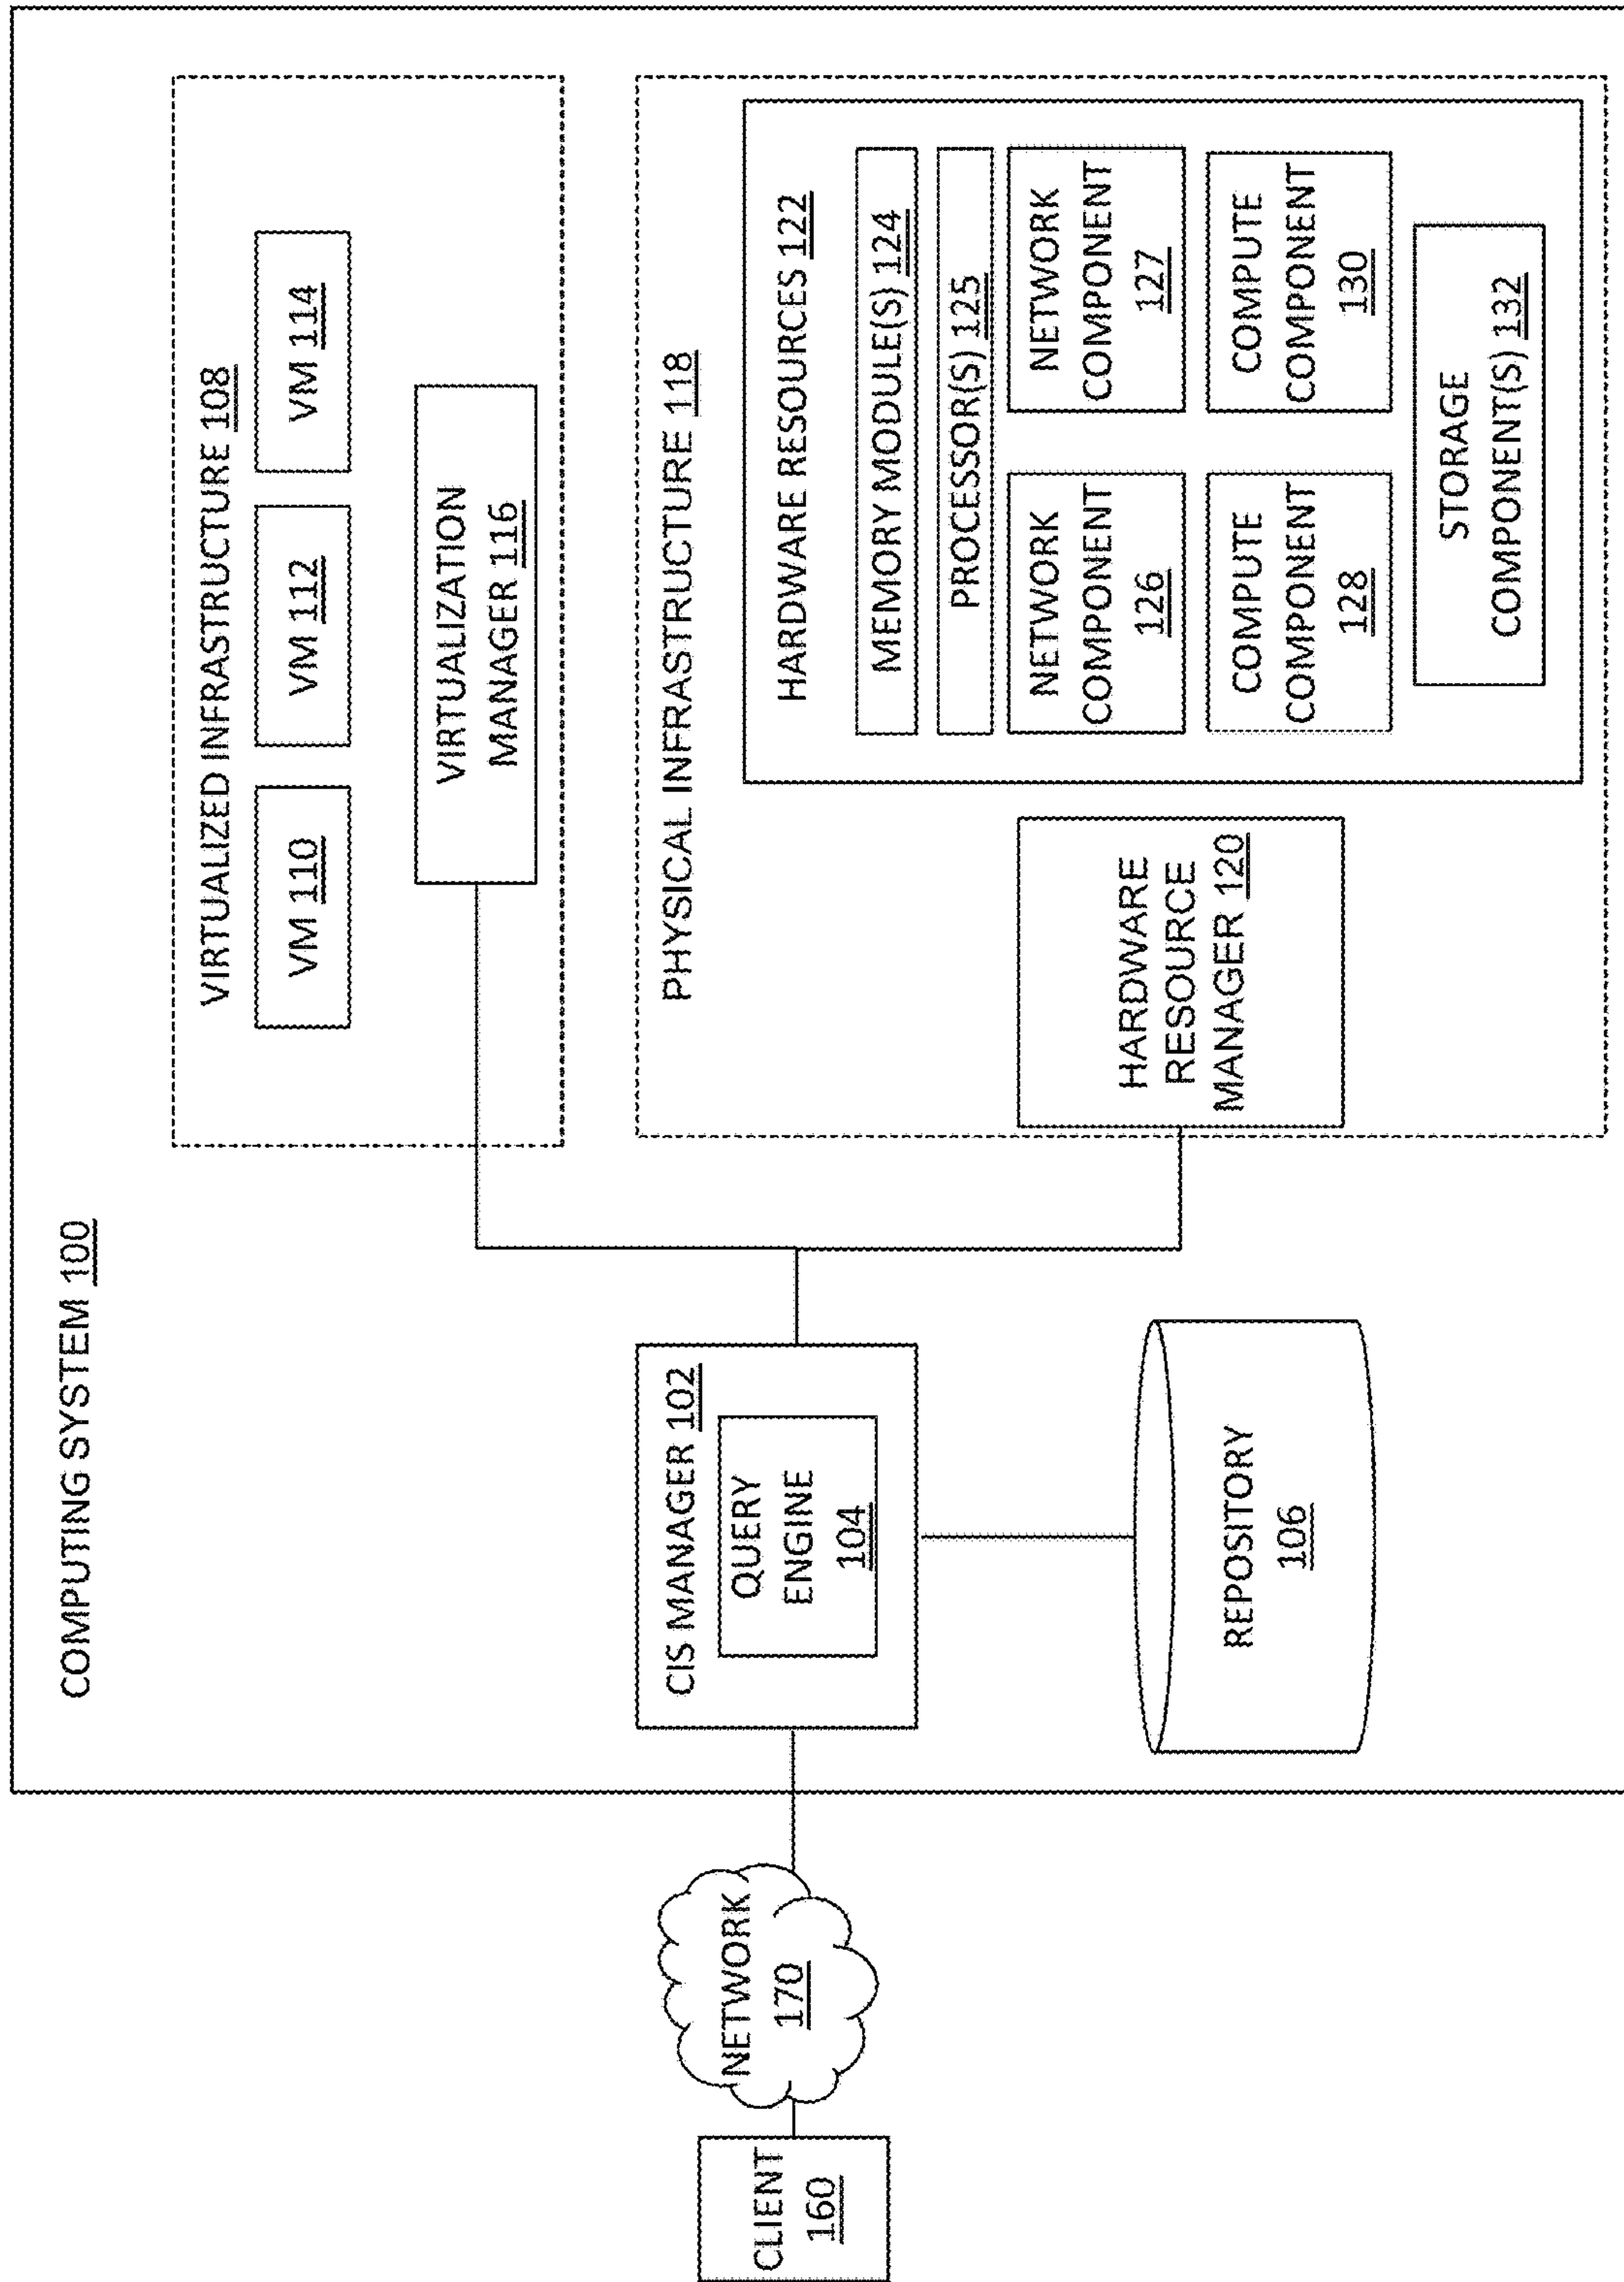 COMPUTING SYSTEM 100
VIRTUALIZED INFRASTRUCTURE 108
VM 110
VM 112
VM 114
VIRTUALIZATION
MANAGER 116
CLIENT
160
NETWORK
170
CIS MANAGER 102
QUERY
ENGINE
104
REPOSITORY
106
PHYSICAL INFRASTRUCTURE 118
HARDWARE
RESOURCE
MANAGER 120
HARDWARE RESOURCES 122
MEMORY MODULE(S) 124
PROCESSOR(S) 125
NETWORK
COMPONENT
126
NETWORK
COMPONENT
127
COMPUTE
COMPONENT
128
COMPUTE
COMPONENT
130
STORAGE
COMPONENT(S) 132